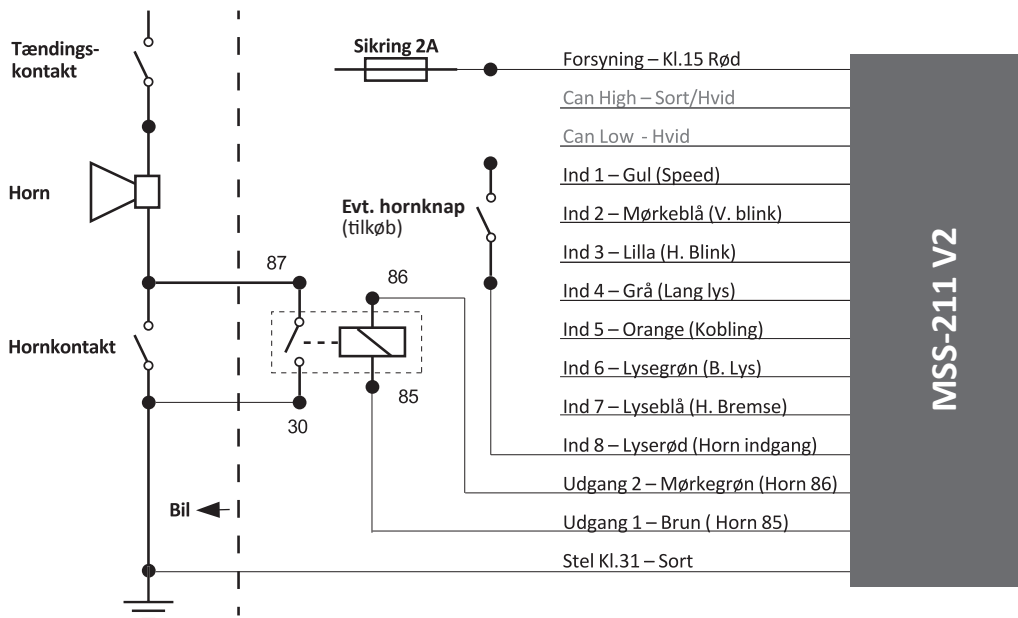 Tændings-
kontakt
Horn
Hornkontakt
Bil
Sikring 2A
Evt. hornknap
(tilkøb)
87
86
85
30
Forsyning – Kl.15 Rød
Can High – Sort/Hvid
Can Low - Hvid
Ind 1 – Gul (Speed)
Ind 2 – Mørkeblå (V. blink)
Ind 3 – Lilla (H. Blink)
Ind 4 – Grå (Lang lys)
Ind 5 – Orange (Kobling)
Ind 6 – Lysegrøn (B. Lys)
Ind 7 – Lyseblå (H. Bremse)
Ind 8 – Lyserød (Horn indgang)
Udgang 2 – Mørkegrøn (Horn 86)
Udgang 1 – Brun ( Horn 85)
Stel Kl.31 – Sort
MSS-211 V2